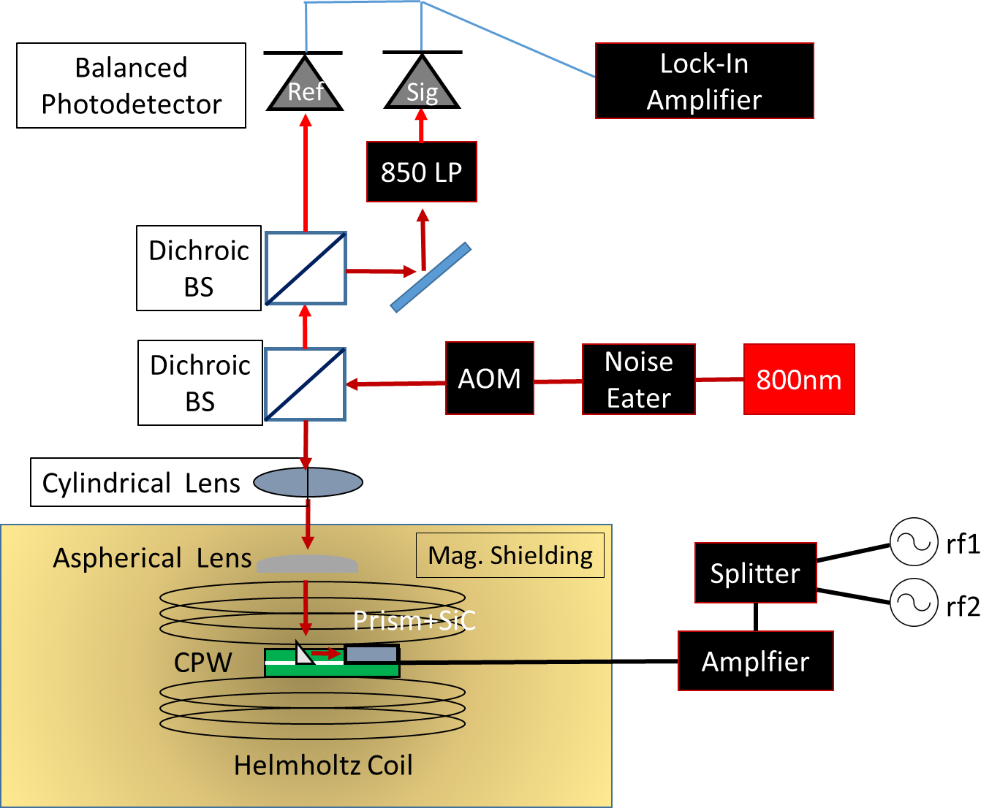 Balanced
Photodetector
Ref
Sig
Lock-In
Amplifier
850 LP
Dichroic
BS
Dichroic
BS
AOM
Noise
Eater
800nm
Cylindrical Lens
Aspherical Lens
Mag. Shielding
Prism+SiC
CPW
Helmholtz Coil
Splitter
rf1
rf2
Amplfier